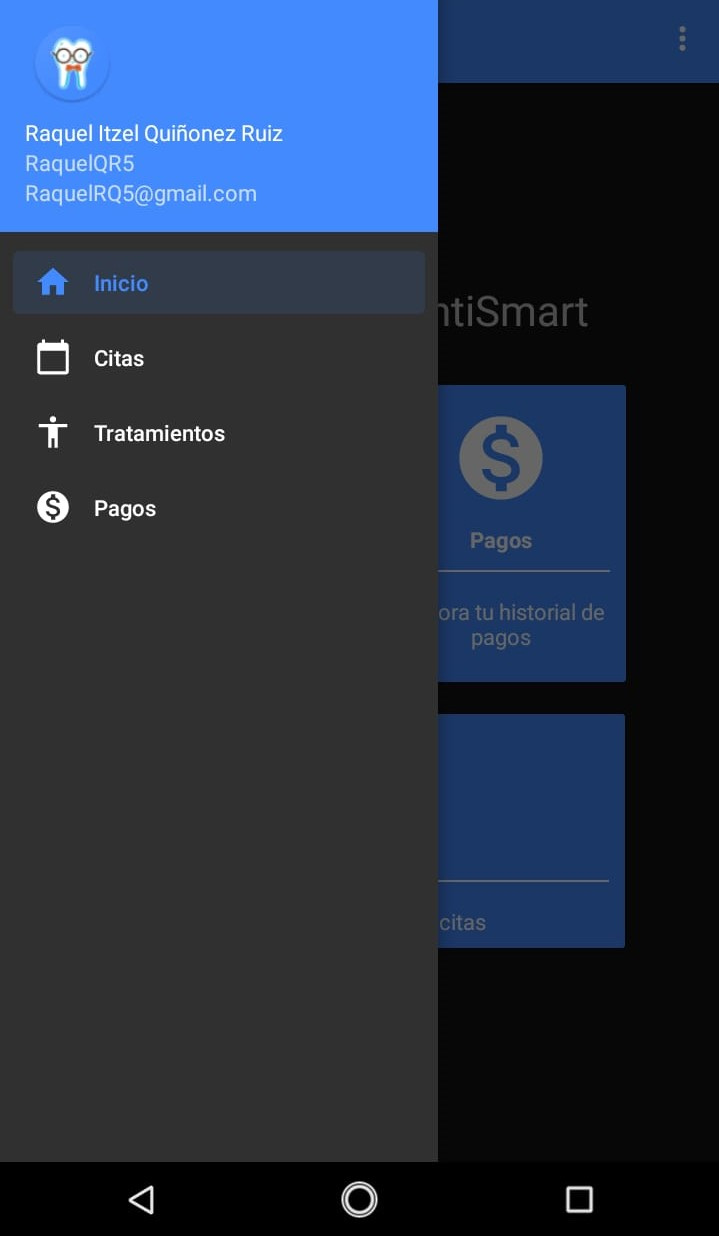 Raquel Itzel Quiñonez Ruiz
RaquelQR5
RaquelRQ5@gmail.com
Inicio
Citas
Tratamientos
Pagos
ntiSmart
Pagos
ora tu historial de
pagos
citas